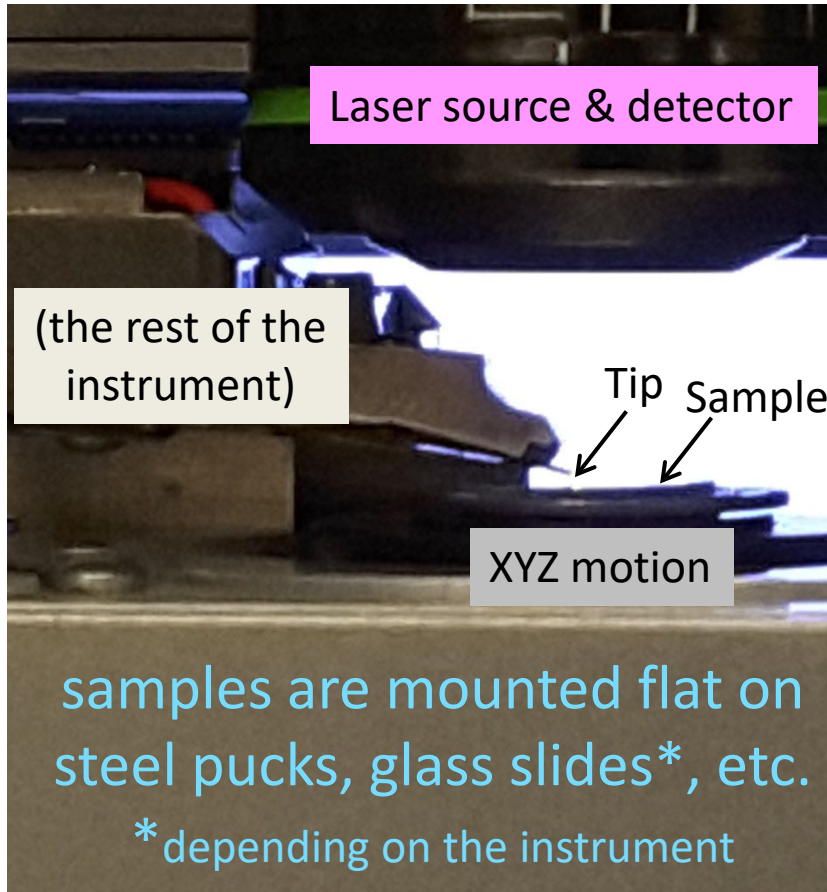 Laser source & detector
(the rest of the
instrument)
Tip
Sample
XYZ motion
samples are mounted flat on
steel pucks, glass slides*, etc.
*depending on the instrument